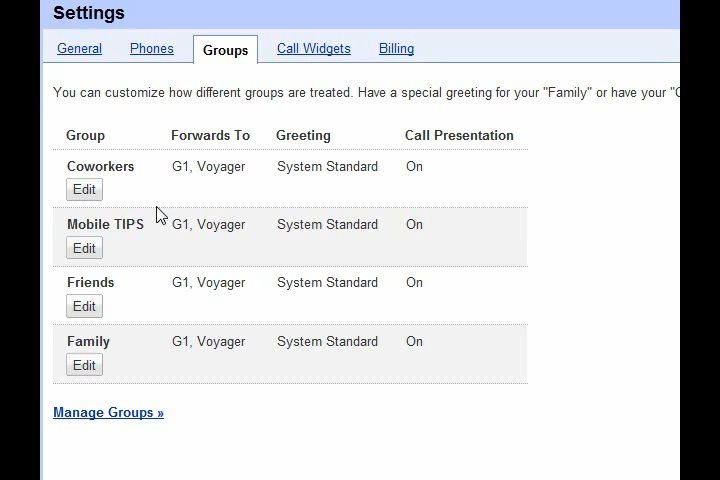 Settings
General Phones Groups Call Widgets Billing
You can customize how different groups are treated. Have a special greeting for your "Family" or have your "C
Group Forwards To Greeting Call Presentation
Coworkers G1, Voyager System Standard On
Edit
Mobile TIPS G1, Voyager System Standard On
Edit
Friends G1, Voyager System Standard On
Edit
Family G1, Voyager System Standard On
Edit
Manage Groups »